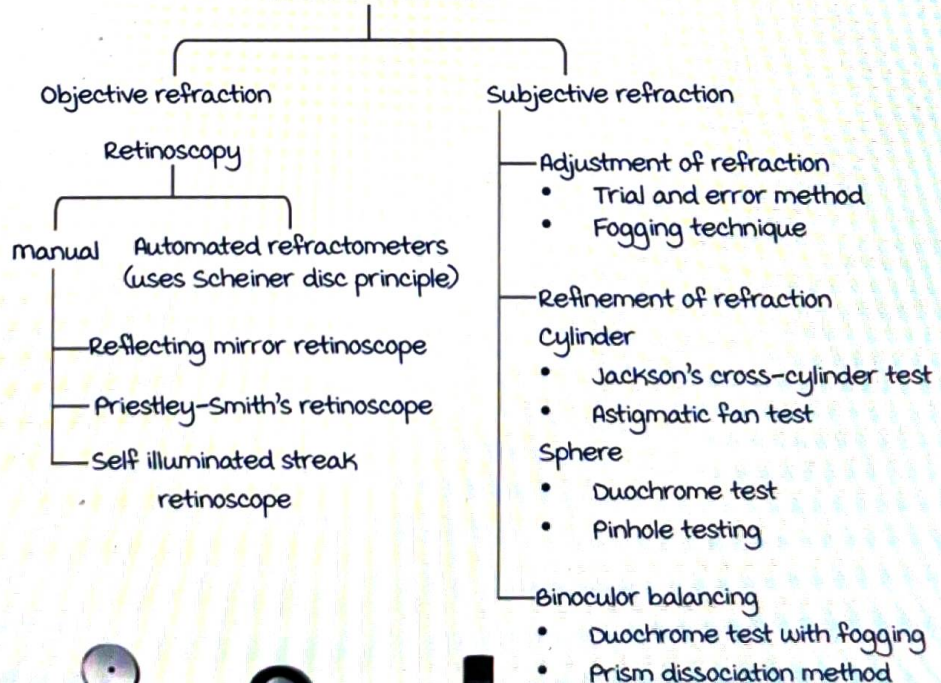 Objective refraction
Retinoscopy
manual
Automated refractometers
(uses Scheiner disc principle)
Reflecting mirror retinoscope
Priestley-Smith's retinoscope
Self illuminated streak
retinoscope
Subjective refraction
Adjustment of refraction
• Trial and error method
• Fogging technique
Refinement of refraction
Cylinder
• Jackson's cross-cylinder test
• Astigmatic fan test
Sphere
• Duochrome test
• Pinhole testing
Binoculor balancing
• Duochrome test with fogging
• Prism dissociation method